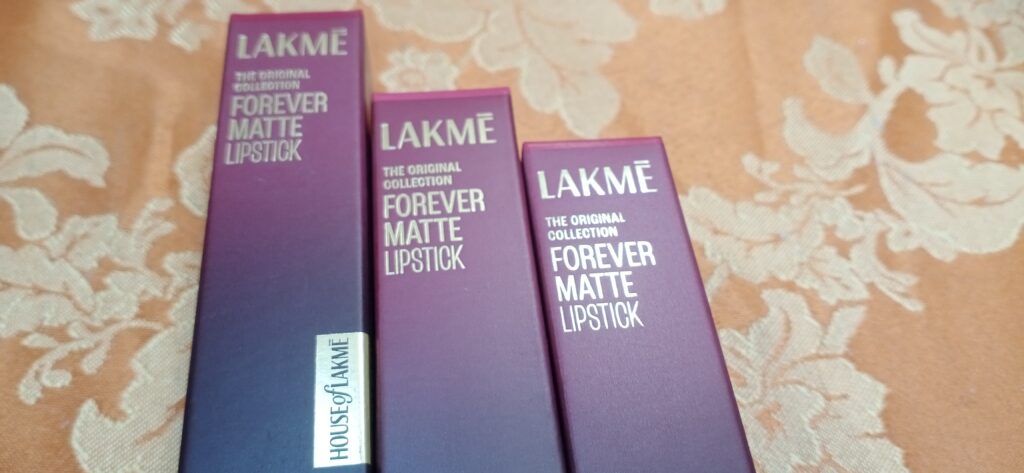 LAKMĒ
THE ORIGINAL
COLLECTION
FOREVER
MATTE
LIPSTICK
HOUSE of LAKMĒ
LAKMĒ
THE ORIGINAL
COLLECTION
FOREVER
MATTE
LIPSTICK
LAKMĒ
THE ORIGINAL
COLLECTION
FOREVER
MATTE
LIPSTICK